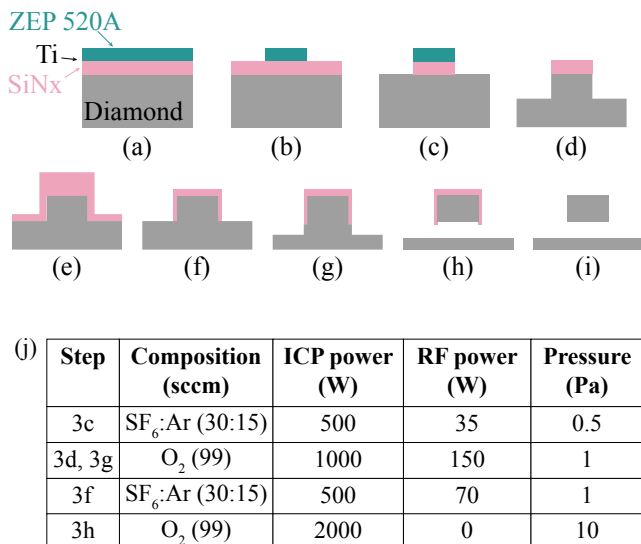 ZEP 520A
Ti
SiNx
Diamond
(a) (b) (c) (d)
(e) (f) (g) (h) (i)
(j)
Step Composition (sccm) ICP power (W) RF power (W) Pressure (Pa)
3c SF₆:Ar (30:15) 500 35 0.5
3d, 3g O₂ (99) 1000 150 1
3f SF₆:Ar (30:15) 500 70 1
3h O₂ (99) 2000 0 10